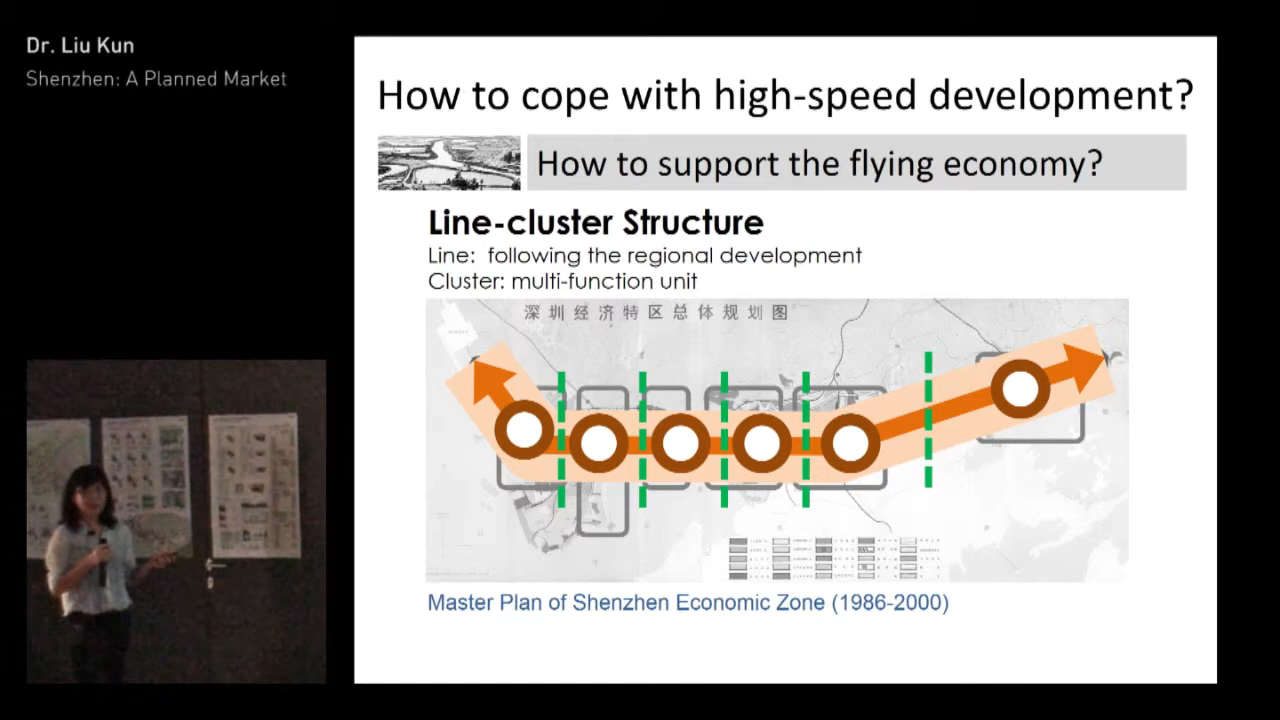 Dr. Liu Kun
Shenzhen: A Planned Market
How to cope with high-speed development?
How to support the flying economy?
Line-cluster Structure
Line: following the regional development
Cluster: multi-function unit
深圳经济特区总体规划图
Master Plan of Shenzhen Economic Zone (1986-2000)